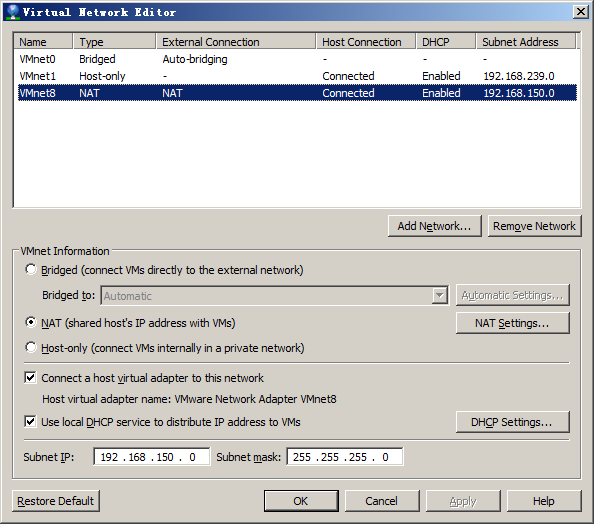 Virtual Network Editor
Name Type External Connection Host Connection DHCP Subnet Address
VMnet0 Bridged Auto-bridging - - -
VMnet1 Host-only - Connected Enabled 192.168.239.0
VMnet8 NAT NAT Connected Enabled 192.168.150.0
Add Network... Remove Network
VMnet Information
Bridged (connect VMs directly to the external network)
Bridged to: Automatic Automatic Settings...
NAT (shared host's IP address with VMs) NAT Settings...
Host-only (connect VMs internally in a private network)
Connect a host virtual adapter to this network
Host virtual adapter name: VMware Network Adapter VMnet8
Use local DHCP service to distribute IP address to VMs DHCP Settings...
Subnet IP: 192 . 168 . 150 . 0 Subnet mask: 255 . 255 . 255 . 0
Restore Default OK Cancel Apply Help